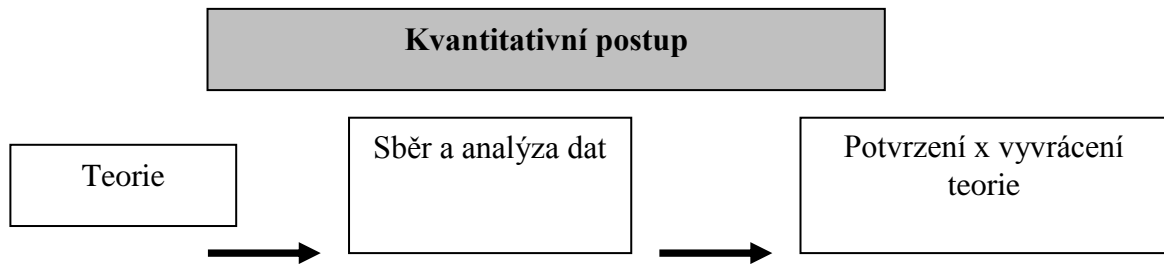 Kvantitativní postup
Teorie
Sběr a analýza dat
Potvrzení x vyvrácení
teorie